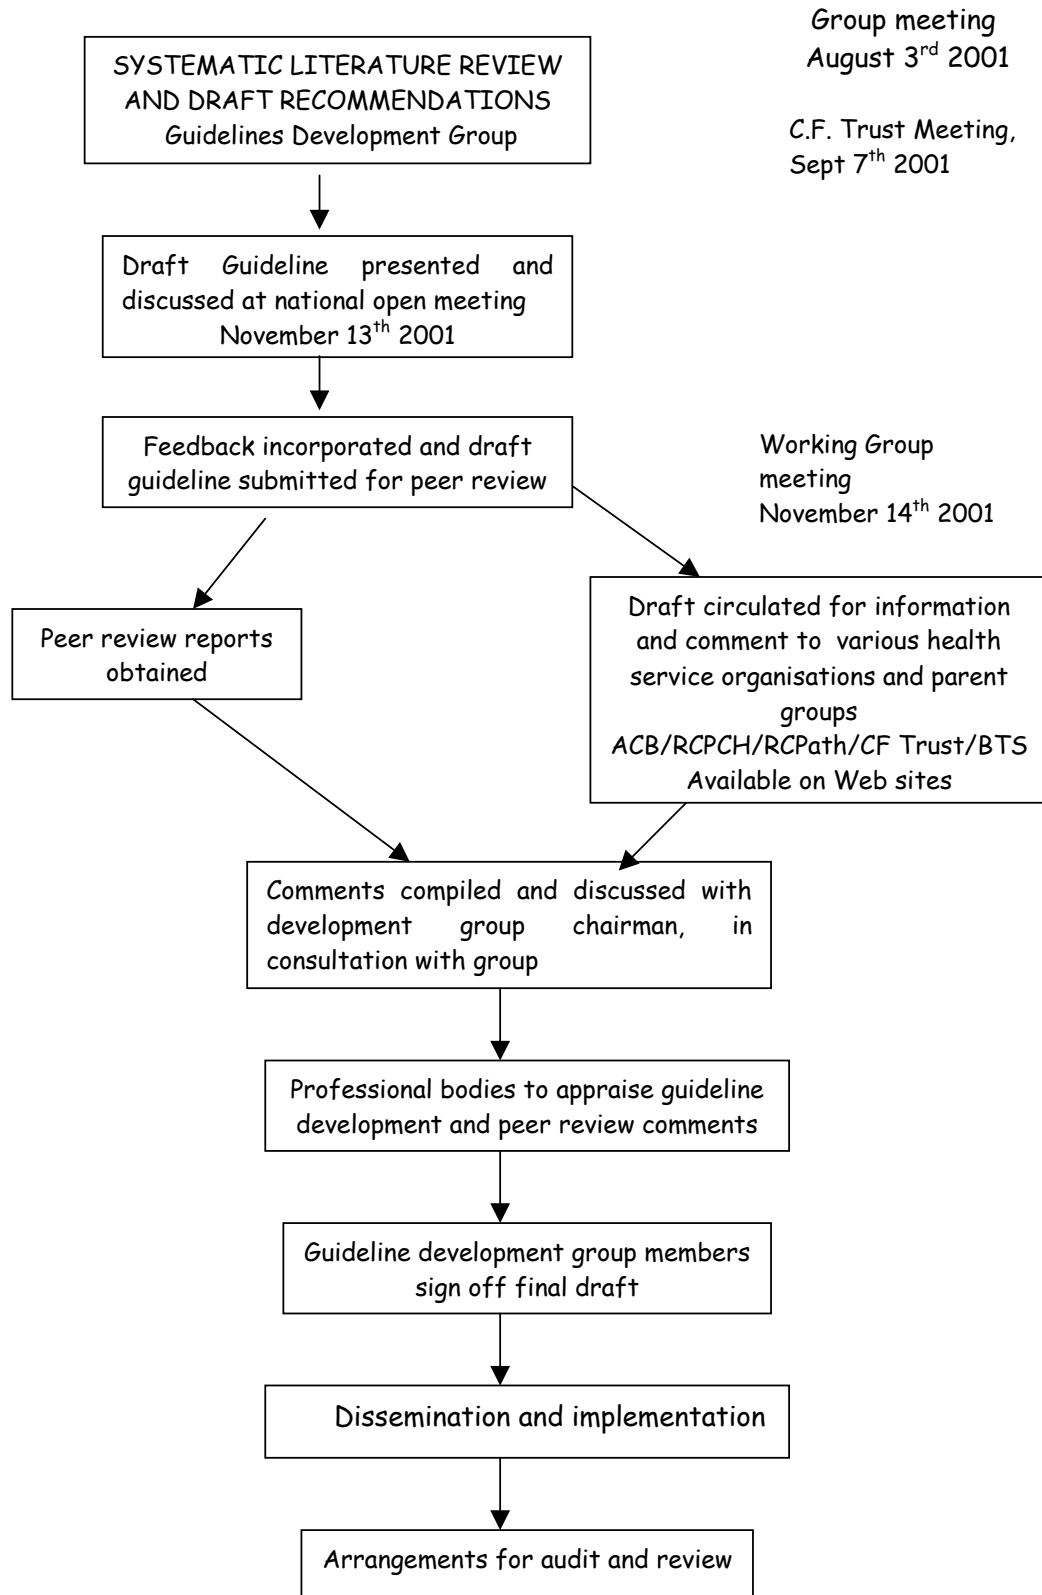 Group meeting
August 3rd 2001
SYSTEMATIC LITERATURE REVIEW
AND DRAFT RECOMMENDATIONS
Guidelines Development Group
C.F. Trust Meeting,
Sept 7th 2001
Draft Guideline presented and
discussed at national open meeting
November 13th 2001
Feedback incorporated and draft
guideline submitted for peer review
Working Group
meeting
November 14th 2001
Peer review reports
obtained
Draft circulated for information
and comment to various health
service organisations and parent
groups
ACB/RCPCH/RCPath/CF Trust/BTS
Available on Web sites
Comments compiled and discussed with
development group chairman, in
consultation with group
Professional bodies to appraise guideline
development and peer review comments
Guideline development group members
sign off final draft
Dissemination and implementation
Arrangements for audit and review